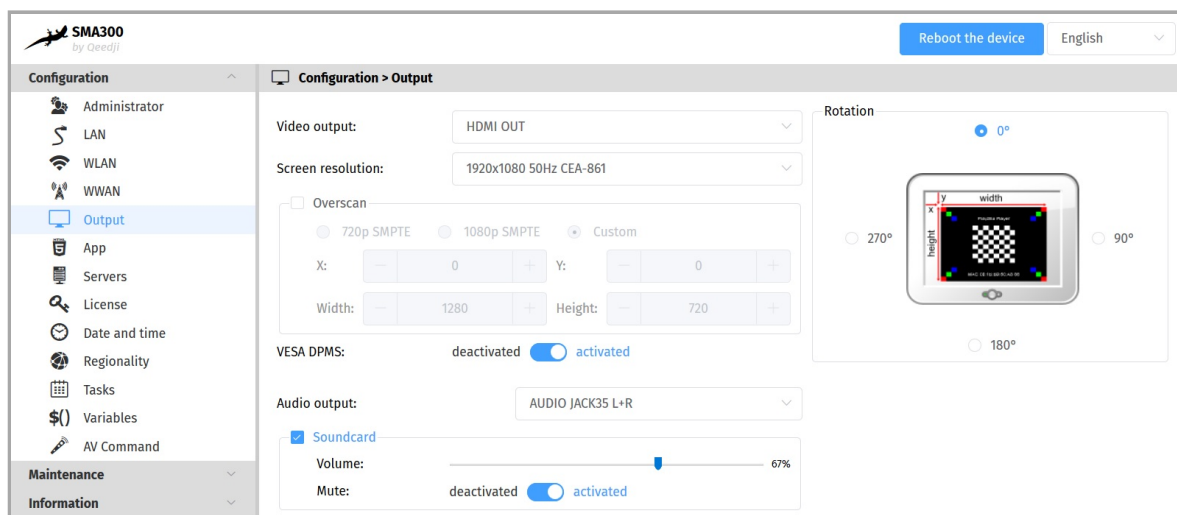 SMA300
by Qeedji
Reboot the device
English
Configuration
Administrator
LAN
WLAN
WWAN
Output
App
Servers
License
Date and time
Regionality
Tasks
$() Variables
AV Command
Maintenance
Information
Configuration > Output
Video output: HDMI OUT
Screen resolution: 1920x1080 50Hz CEA-861
Overscan
720p SMPTE 1080p SMPTE Custom
X: — 0 + Y: — 0 +
Width: — 1280 + Height: — 720 +
VESA DPMS: deactivated activated
Audio output: AUDIO JACK35 L+R
Soundcard
Volume: 67%
Mute: deactivated activated
Rotation
0°
y width
x
height
270°
90°
180°